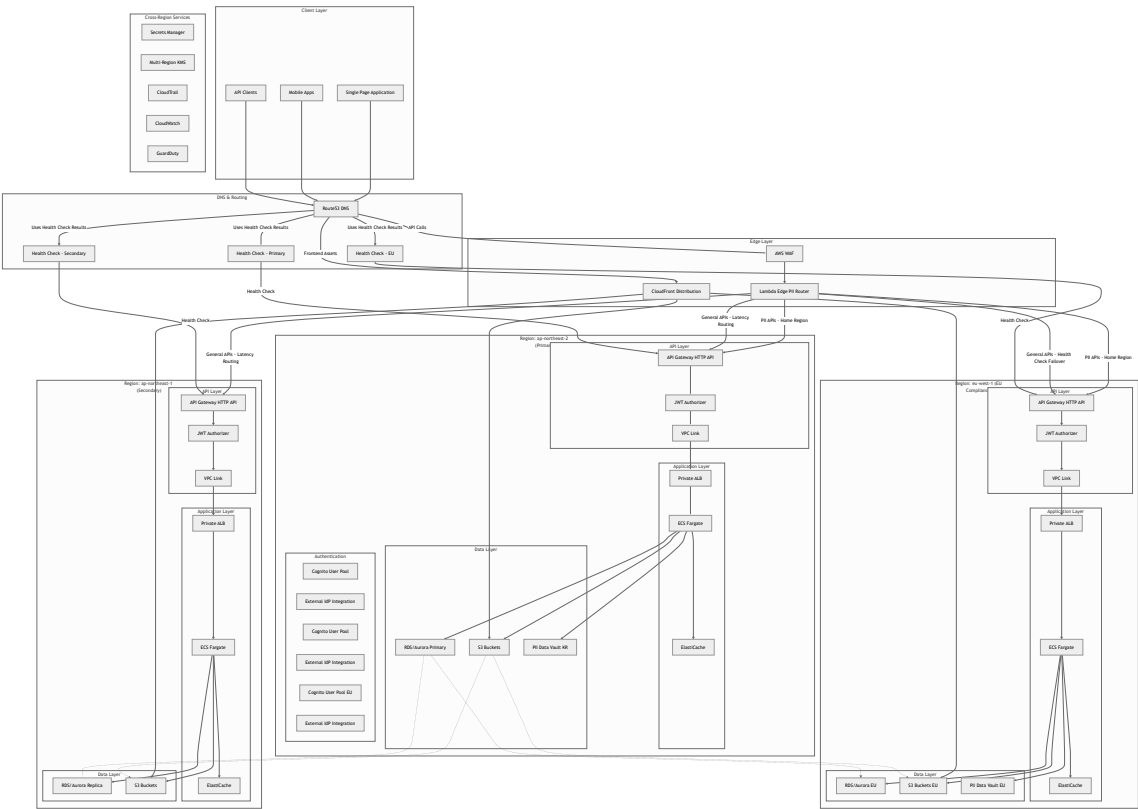 Cross-Region Services
Secrets Manager
Multi-Region KMS
CloudTrail
CloudWatch
GuardDuty
Client Layer
API Clients
Mobile Apps
Single Page Application
DNS & Routing
Route53 DNS
Uses Health Check Results
Uses Health Check Results
Uses Health Check Results
API Calls
Health Check - Secondary
Health Check - Primary
Frontend Assets
Health Check - EU
Edge Layer
AWS WAF
CloudFront Distribution
Lambda Edge PII Router
Health Check
Health Check
General APIs - Latency
Routing
PII APIs - Home Region
Health Check
General APIs - Latency
Routing
General APIs - Health
Check Failover
PII APIs - Home Region
Region: ap-northeast-2
(Primary
API Layer
API Gateway HTTP API
JWT Authorizer
VPC Link
Application Layer
Private ALB
ECS Fargate
Authentication
Cognito User Pool
External IdP Integration
Cognito User Pool
External IdP Integration
Cognito User Pool EU
External IdP Integration
Data Layer
RDS/Aurora Primary
S3 Buckets
PII Data Vault KR
ElastiCache
Region: ap-northeast-1
(Secondary)
API Layer
API Gateway HTTP API
JWT Authorizer
VPC Link
Application Layer
Private ALB
ECS Fargate
Data Layer
RDS/Aurora Replica
S3 Buckets
ElastiCache
Region: eu-west-1 (EU
Complianc
API Layer
API Gateway HTTP API
JWT Authorizer
VPC Link
Application Layer
Private ALB
ECS Fargate
Data Layer
RDS/Aurora EU
S3 Buckets EU
PII Data Vault EU
ElastiCache